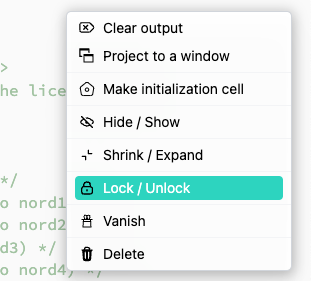 Clear output
>
Project to a window
he lice
Make initialization cell
Hide / Show
Shrink / Expand
*/
Lock / Unlock
o nord1
o nord2
Vanish
d3) */
Delete
o nord4) */